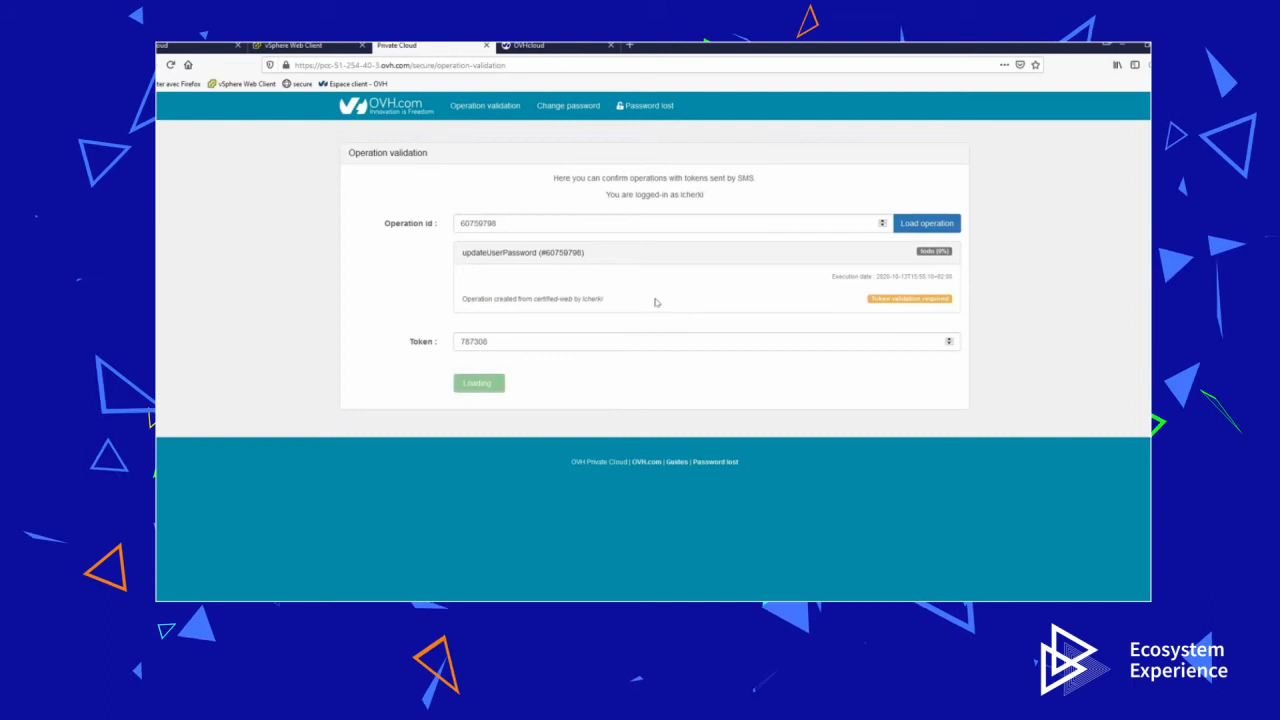 oud
vSphere Web Client
Private Cloud
OVHcloud
https://pcc-51-254-40-3.ovh.com/secure/operation-validation
ter avec Firefox
vSphere Web Client
secure
Espace client - OVH
OVH.com
Innovation is Freedom
Operation validation
Change password
Password lost
Operation validation
Here you can confirm operations with tokens sent by SMS.
You are logged-in as lcherki
Operation id :
60759798
Load operation
updateUserPassword (#60759798)
todo (0%)
Execution date : 2020-10-13T15:55:10+02:00
Operation created from certified-web by lcherki
Token validation required
Token :
787308
Loading
OVH Private Cloud | OVH.com | Guides | Password lost
Ecosystem
Experience